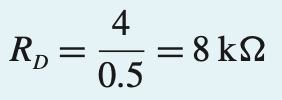 R_D = 4/0.5 = 8 kΩ